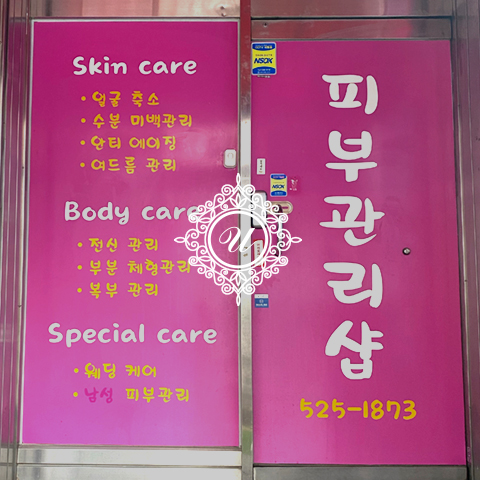 Skin care
• 얼굴 축소
• 수분 미백관리
• 안티 에이징
• 여드름 관리
Body care
• 전신 관리
• 부분 체형관리
• 복부 관리
Special care
• 웨딩 케어
• 남성 피부관리
피부관리샵
525-1873
NSOK
NSOK
U